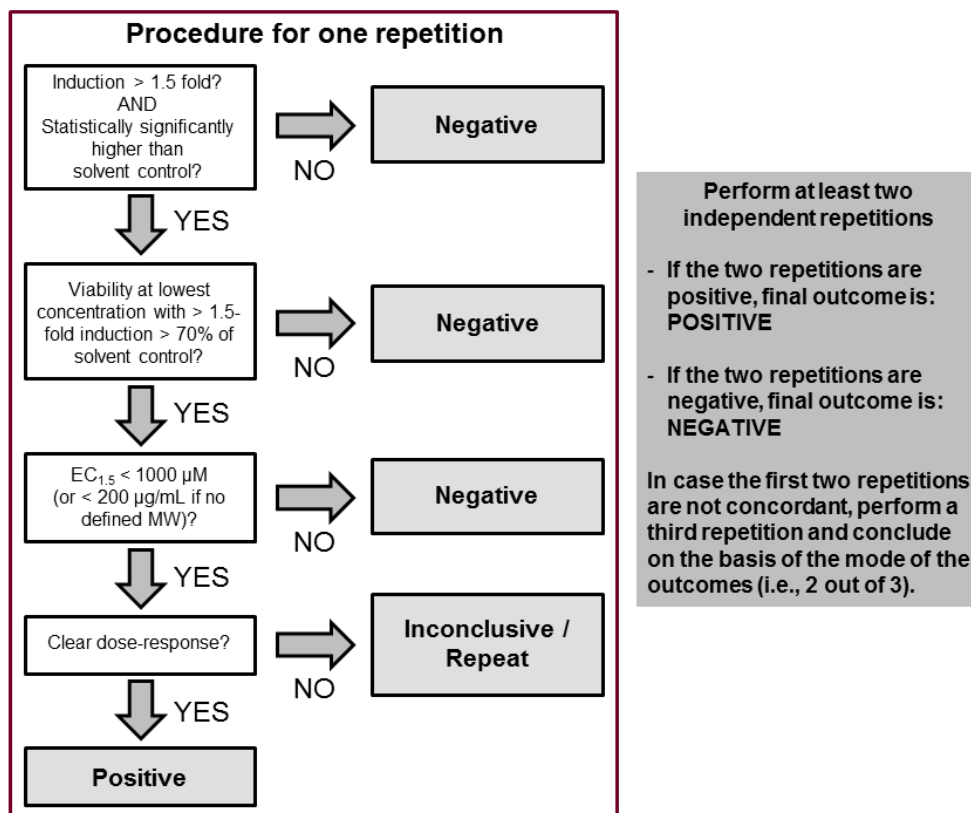 Procedure for one repetition
Induction > 1.5 fold?
AND
Statistically significantly
higher than
solvent control?
NO
Negative
YES
Viability at lowest
concentration with > 1.5-
fold induction > 70% of
solvent control?
NO
Negative
YES
EC1.5 < 1000 µM
(or < 200 µg/mL if no
defined MW)?
NO
Negative
YES
Clear dose-response?
NO
Inconclusive /
Repeat
YES
Positive
Perform at least two
independent repetitions
- If the two repetitions are
positive, final outcome is:
POSITIVE
- If the two repetitions are
negative, final outcome is:
NEGATIVE
In case the first two repetitions
are not concordant, perform a
third repetition and conclude
on the basis of the mode of the
outcomes (i.e., 2 out of 3).